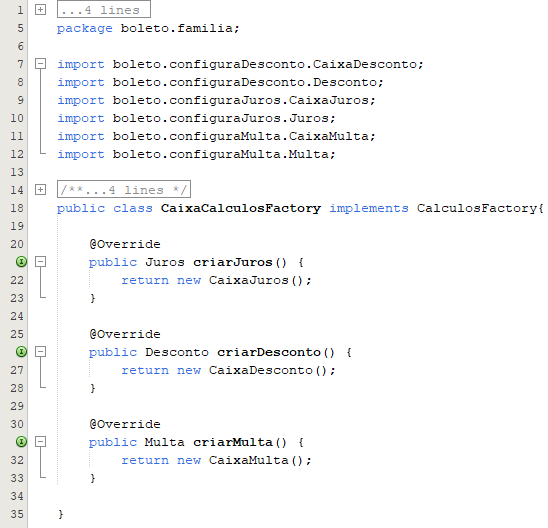 1 ...4 lines
5 package boleto.familia;
6
7 import boleto.configuraDesconto.CaixaDesconto;
8 import boleto.configuraDesconto.Desconto;
9 import boleto.configuraJuros.CaixaJuros;
10 import boleto.configuraJuros.Juros;
11 import boleto.configuraMulta.CaixaMulta;
12 import boleto.configuraMulta.Multa;
13
14 /**...4 lines */
18 public class CaixaCalculosFactory implements CalculosFactory{
19
20 @Override
public Juros criarJuros() {
22 return new CaixaJuros();
23 }
24
25 @Override
public Desconto criarDesconto() {
27 return new CaixaDesconto();
28 }
29
30 @Override
public Multa criarMulta() {
32 return new CaixaMulta();
33 }
34
35 }